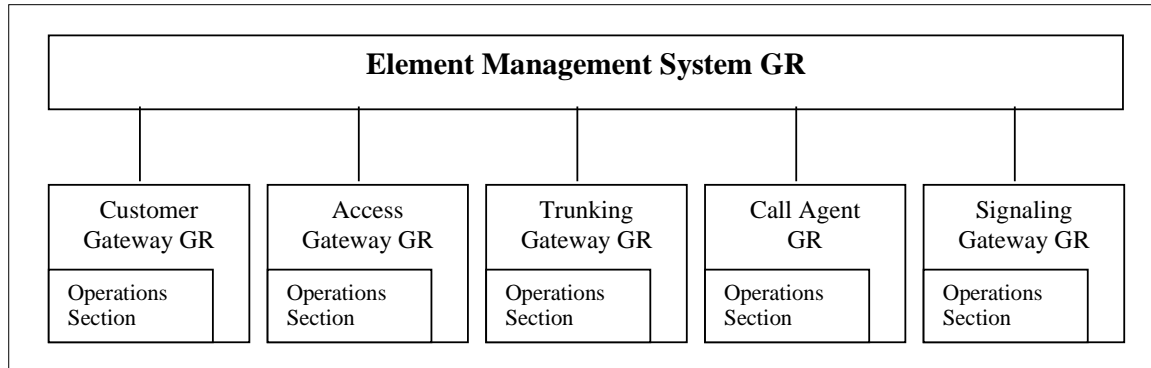 Element Management System GR
Customer
Gateway GR
Operations
Section
Access
Gateway GR
Operations
Section
Trunking
Gateway GR
Operations
Section
Call Agent
GR
Operations
Section
Signaling
Gateway GR
Operations
Section